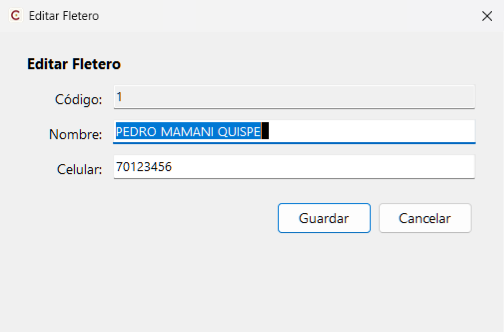 Editar Fletero
Editar Fletero
Código: 1
Nombre: PEDRO MAMANI QUISPE
Celular: 70123456
Guardar Cancelar